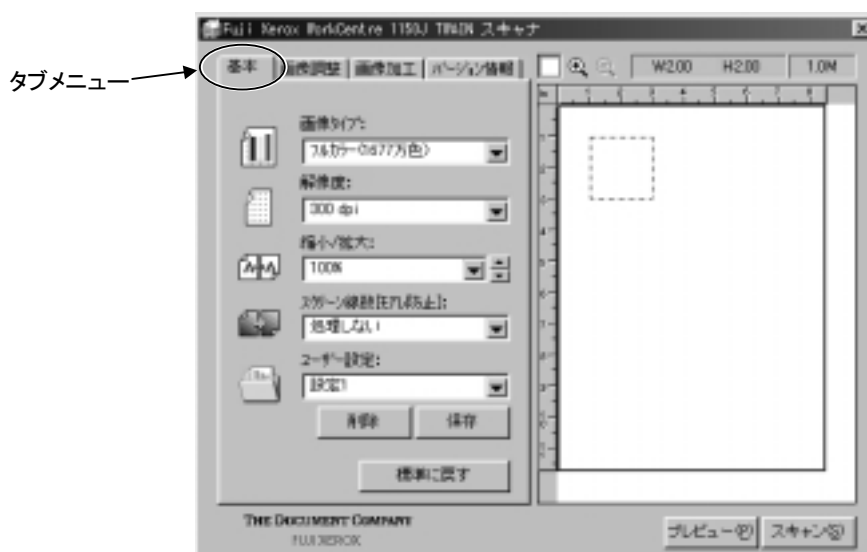 Fuji Xerox WorkCentre 1150J TWAIN スキャナ
タブメニュー
基本 画像調整 画像加工 バージョン情報
W2.00 H2.00 1.0M
画像タイプ:
フルカラー(1677万色)
解像度:
300 dpi
縮小/拡大:
100%
スクリーン線数[モアレ防止]:
処理しない
ユーザー設定:
設定1
削除 保存
標準に戻す
THE DOCUMENT COMPANY
FUJI XEROX
プレビュー(P) スキャン(S)